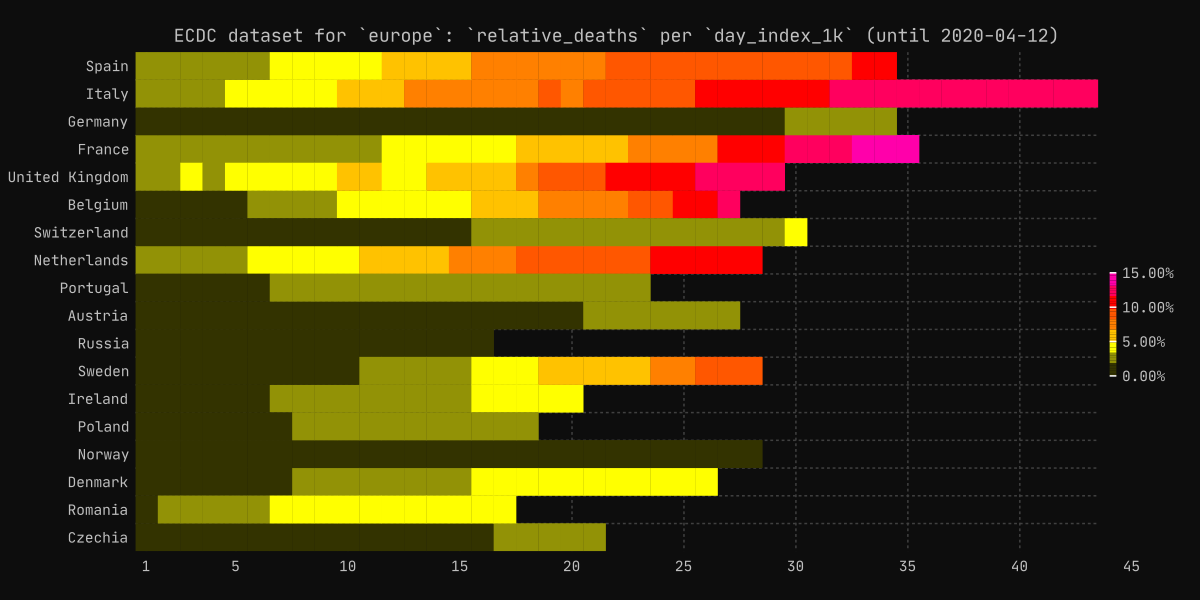 ECDC dataset for `europe`: `relative_deaths` per `day_index_1k` (until 2020-04-12)
Spain
Italy
Germany
France
United Kingdom
Belgium
Switzerland
Netherlands
Portugal
Austria
Russia
Sweden
Ireland
Poland
Norway
Denmark
Romania
Czechia
1 5 10 15 20 25 30 35 40 45
15.00%
10.00%
5.00%
0.00%